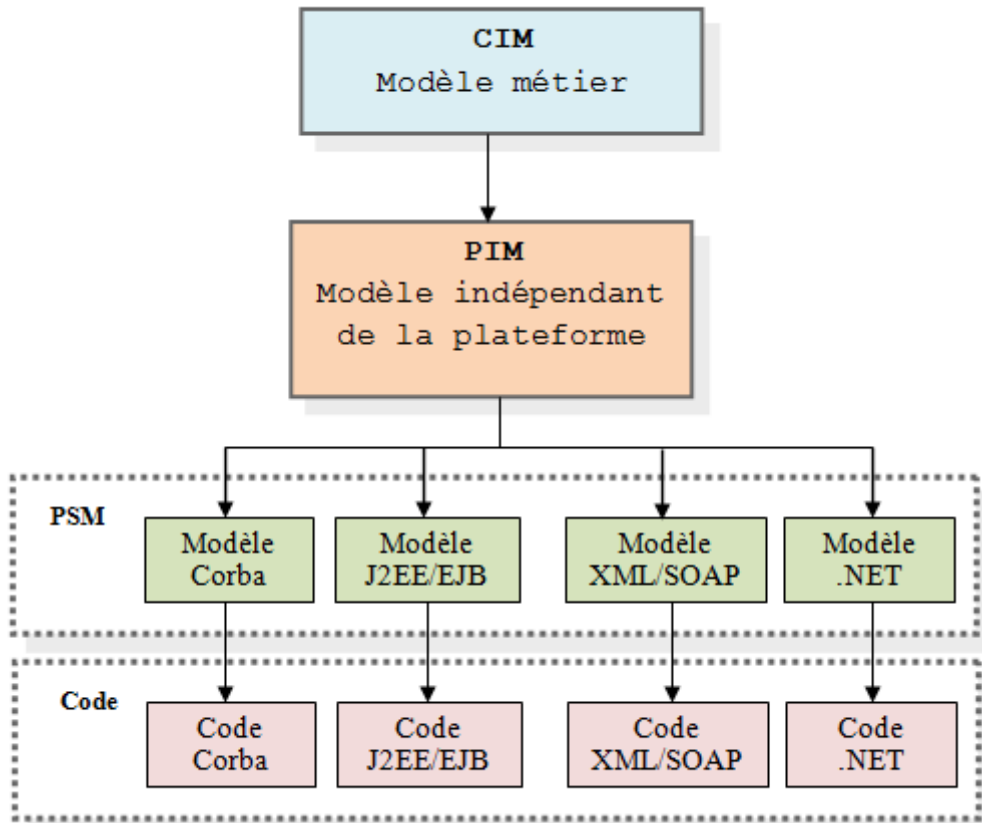 CIM
Modèle métier
PIM
Modèle indépendant
de la plateforme
PSM
Modèle
Corba
Modèle
J2EE/EJB
Modèle
XML/SOAP
Modèle
.NET
Code
Code
Corba
Code
J2EE/EJB
Code
XML/SOAP
Code
.NET